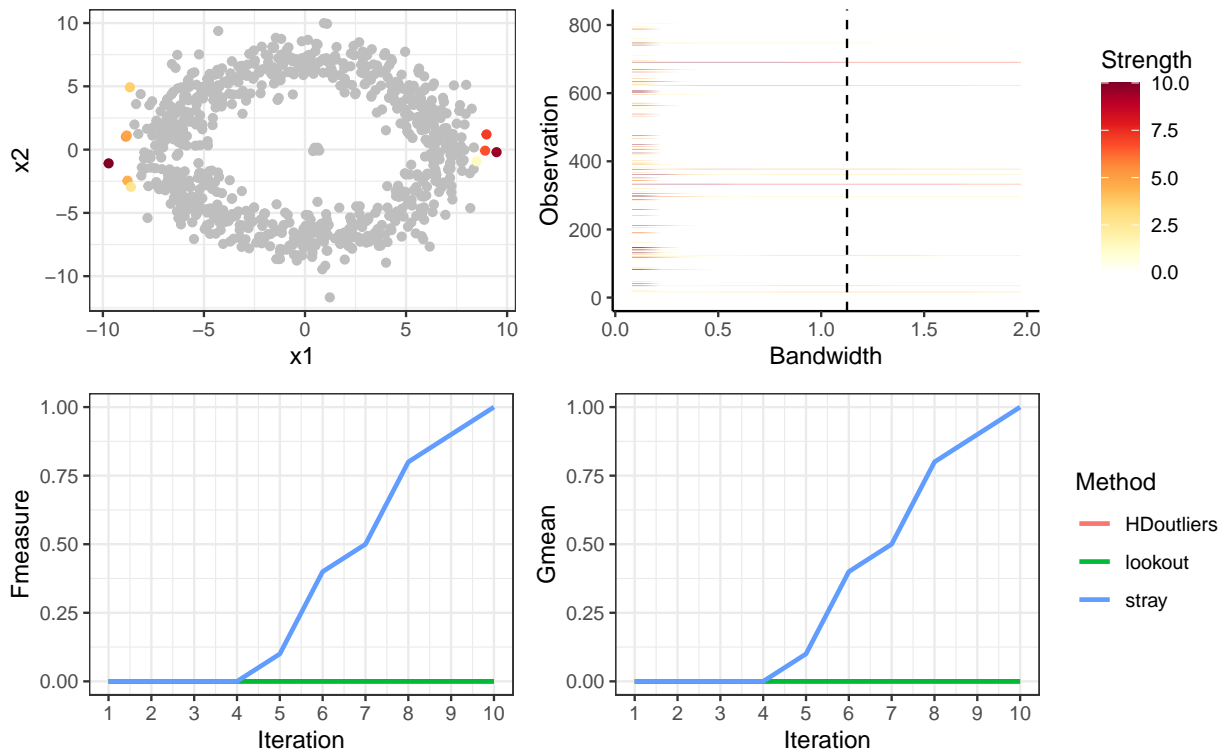 10
5
0
−5
−10
x2
−10
−5
0
5
10
x1
800
600
400
200
0
Observation
0.0
0.5
1.0
1.5
2.0
Bandwidth
Strength
10.0
7.5
5.0
2.5
0.0
1.00
0.75
0.50
0.25
0.00
Fmeasure
1 2 3 4 5 6 7 8 9 10
Iteration
1.00
0.75
0.50
0.25
0.00
Gmean
1 2 3 4 5 6 7 8 9 10
Iteration
Method
HDoutliers
lookout
stray